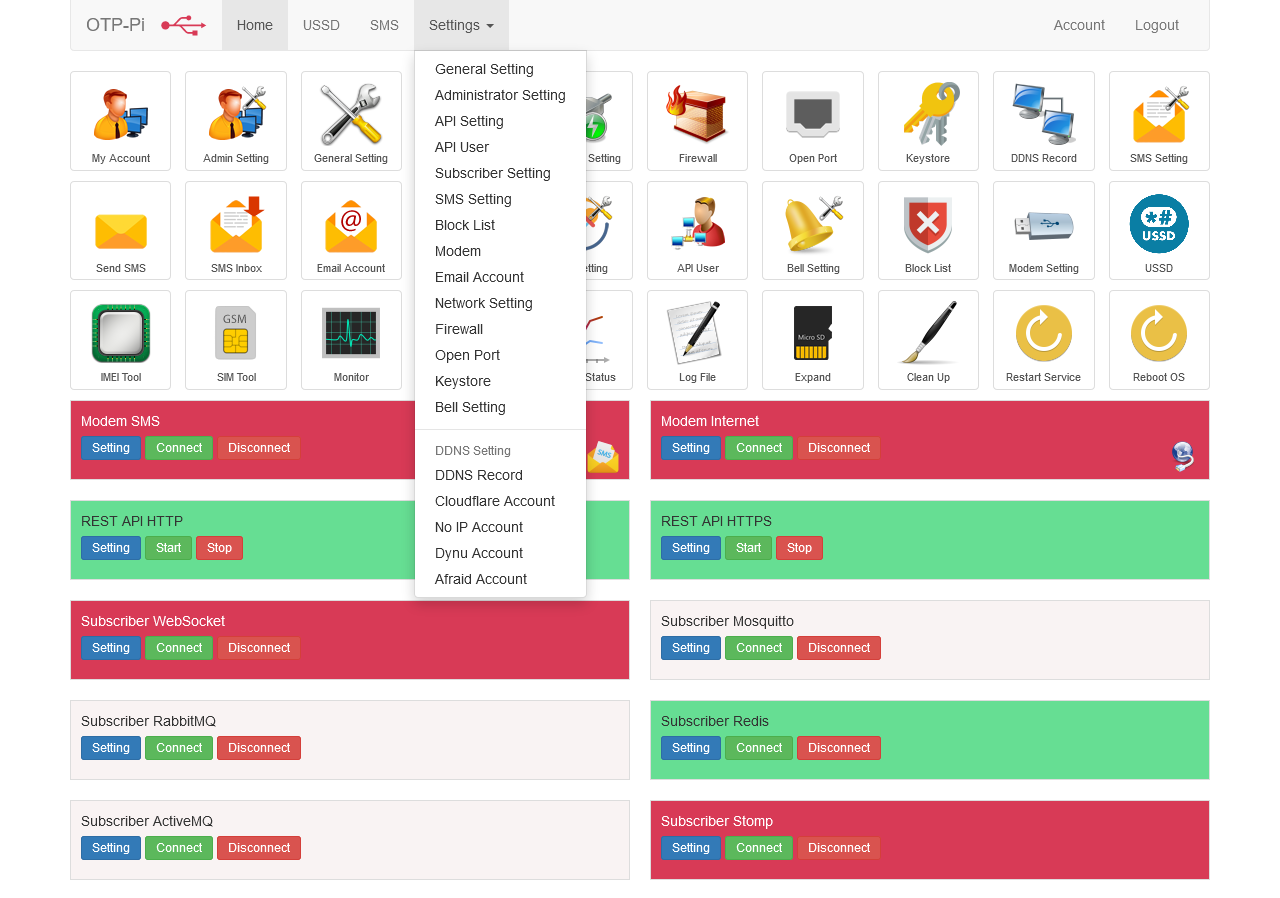 OTP-Pi Home USSD SMS Settings Account Logout
General Setting
Administrator Setting
API Setting
API User
Subscriber Setting
SMS Setting
Block List
Modem
Email Account
Network Setting
Firewall
Open Port
Keystore
Bell Setting
DDNS Setting
DDNS Record
Cloudflare Account
No IP Account
Dynu Account
Afraid Account
My Account Admin Setting General Setting Setting Firewall Open Port Keystore DDNS Record SMS Setting
@
*#
USSD
Send SMS SMS Inbox Email Account API User Bell Setting Block List Modem Setting USSD
GSM
Micro SD
IMEI Tool SIM Tool Monitor Status Log File Expand Clean Up Restart Service Reboot OS
Modem SMS
Setting Connect Disconnect
SMS
Modem Internet
Setting Connect Disconnect
REST API HTTP
Setting Start Stop
REST API HTTPS
Setting Start Stop
Subscriber WebSocket
Setting Connect Disconnect
Subscriber Mosquitto
Setting Connect Disconnect
Subscriber RabbitMQ
Setting Connect Disconnect
Subscriber Redis
Setting Connect Disconnect
Subscriber ActiveMQ
Setting Connect Disconnect
Subscriber Stomp
Setting Connect Disconnect